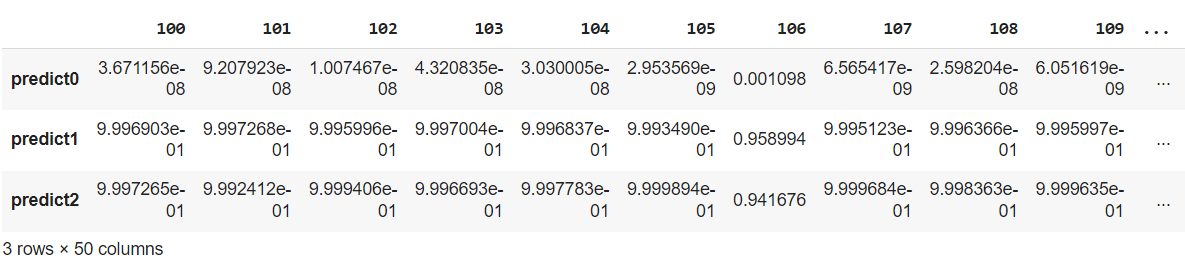 100 101 102 103 104 105 106 107 108 109 ...
predict0 3.671156e-08 9.207923e-08 1.007467e-08 4.320835e-08 3.030005e-08 2.953569e-09 0.001098 6.565417e-09 2.598204e-08 6.051619e-09 ...
predict1 9.996903e-01 9.997268e-01 9.995996e-01 9.997004e-01 9.996837e-01 9.993490e-01 0.958994 9.995123e-01 9.996366e-01 9.995997e-01 ...
predict2 9.997265e-01 9.992412e-01 9.999406e-01 9.996693e-01 9.997783e-01 9.999894e-01 0.941676 9.999684e-01 9.998363e-01 9.999635e-01 ...
3 rows × 50 columns